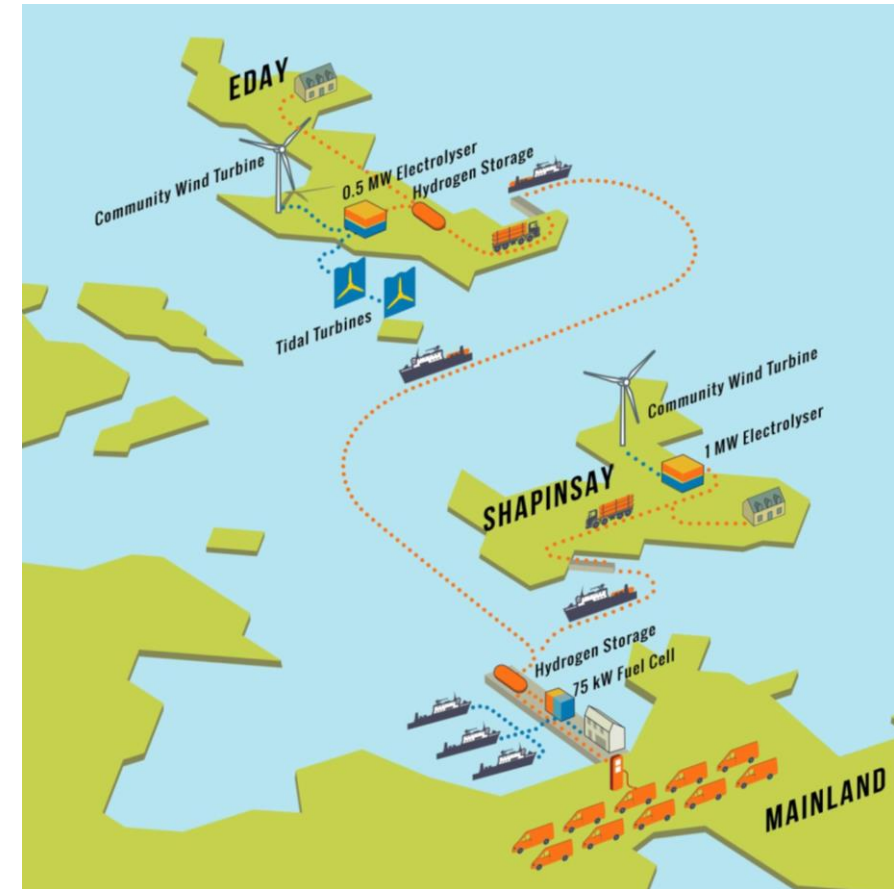 EDAY
Community Wind Turbine
0.5 MW Electrolyser
Hydrogen Storage
Tidal Turbines
Community Wind Turbine
1 MW Electrolyser
SHAPINSAY
Hydrogen Storage
75 kW Fuel Cell
MAINLAND